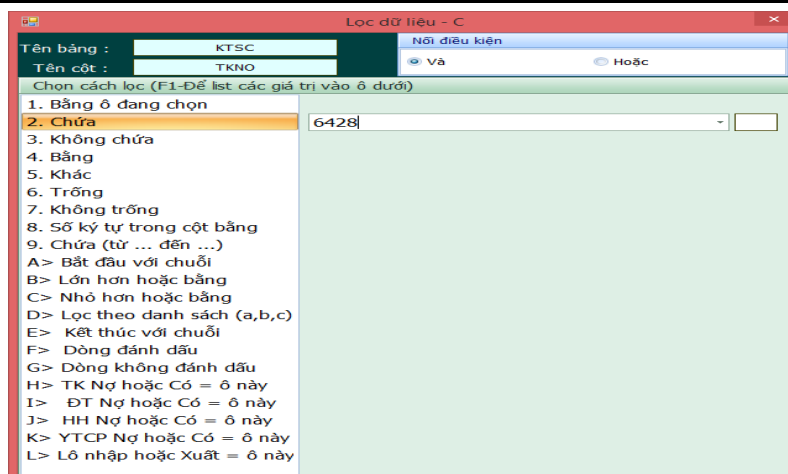 Lọc dữ liệu - C
Tên bảng : KTSC
Nối điều kiện
Tên cột : TKNO
Và Hoặc
Chọn cách lọc (F1-Để list các giá trị vào ô dưới)
1. Bằng ô đang chọn
2. Chứa 6428
3. Không chứa
4. Bằng
5. Khác
6. Trống
7. Không trống
8. Số ký tự trong cột bằng
9. Chứa (từ ... đến ...)
A> Bắt đầu với chuỗi
B> Lớn hơn hoặc bằng
C> Nhỏ hơn hoặc bằng
D> Lọc theo danh sách (a,b,c)
E> Kết thúc với chuỗi
F> Dòng đánh dấu
G> Dòng không đánh dấu
H> TK Nợ hoặc Có = ô này
I> ĐT Nợ hoặc Có = ô này
J> HH Nợ hoặc Có = ô này
K> YTCP Nợ hoặc Có = ô này
L> Lô nhập hoặc Xuất = ô này